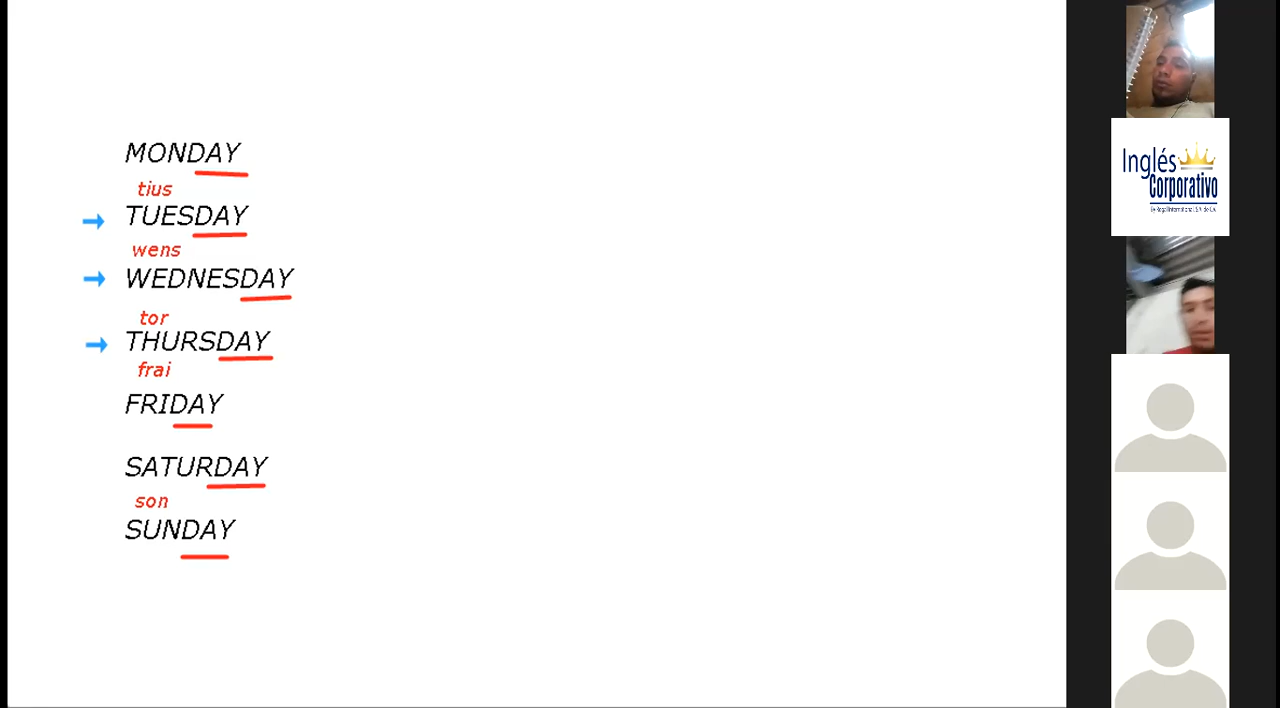 MONDAY
tius
TUESDAY
wens
WEDNESDAY
tor
THURSDAY
frai
FRIDAY
SATURDAY
son
SUNDAY
Inglés
Corporativo